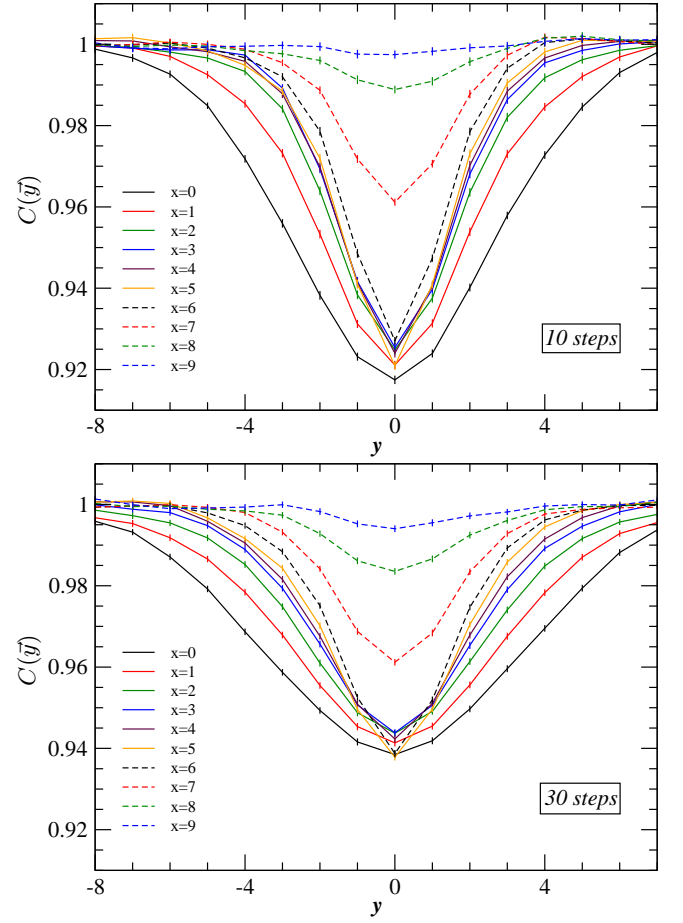 1
0.98
0.96
0.94
0.92
C(y⃗)
x=0
x=1
x=2
x=3
x=4
x=5
x=6
x=7
x=8
x=9
10 steps
-8 -4 0 4
y
1
0.98
0.96
0.94
0.92
C(y⃗)
x=0
x=1
x=2
x=3
x=4
x=5
x=6
x=7
x=8
x=9
30 steps
-8 -4 0 4
y